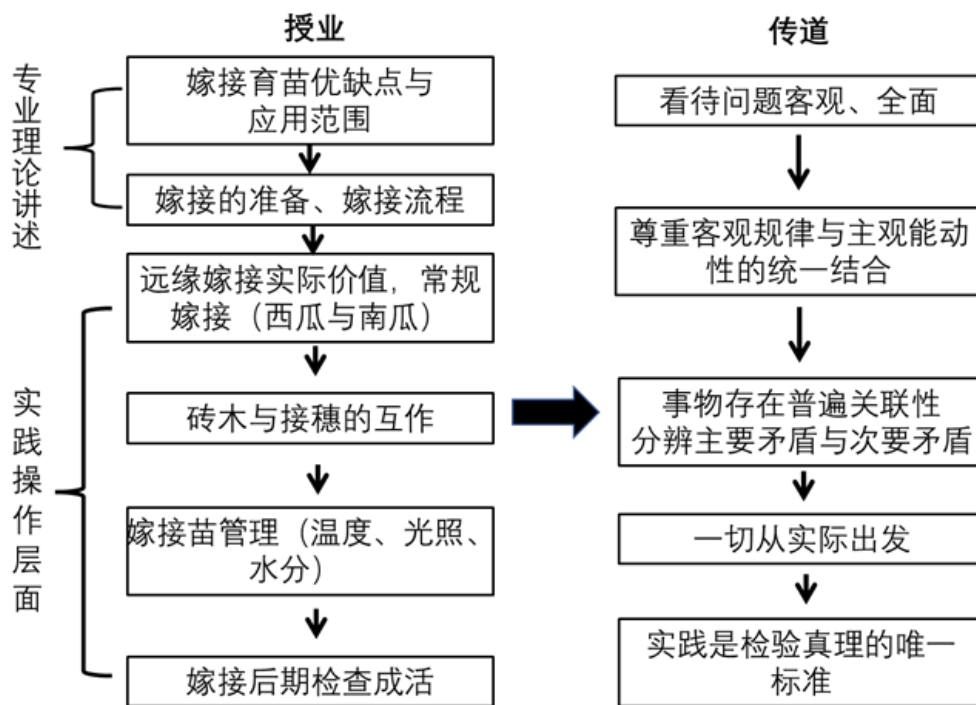 授业
传道
专业理论讲述
嫁接育苗优缺点与
应用范围
嫁接的准备、嫁接流程
实践操作层面
远缘嫁接实际价值，常规
嫁接（西瓜与南瓜）
砖木与接穗的互作
嫁接苗管理（温度、光照、
水分）
嫁接后期检查成活
看待问题客观、全面
尊重客观规律与主观能动
性的统一结合
事物存在普遍关联性
分辨主要矛盾与次要矛盾
一切从实际出发
实践是检验真理的唯一
标准